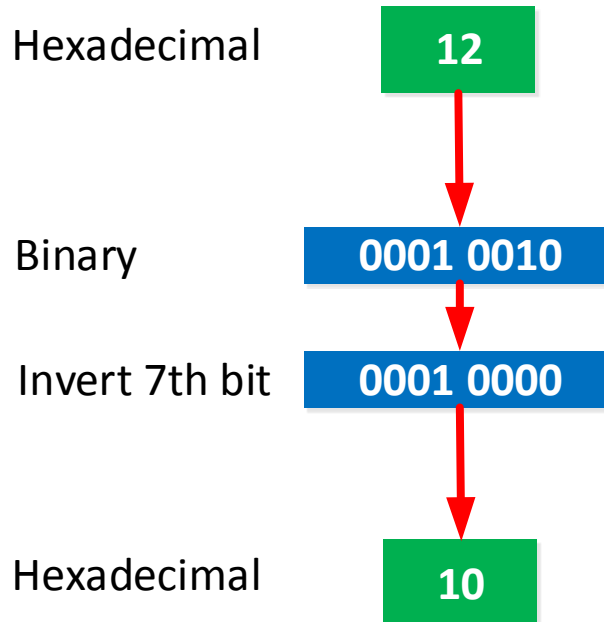 Hexadecimal 12
Binary 0001 0010
Invert 7th bit 0001 0000
Hexadecimal 10